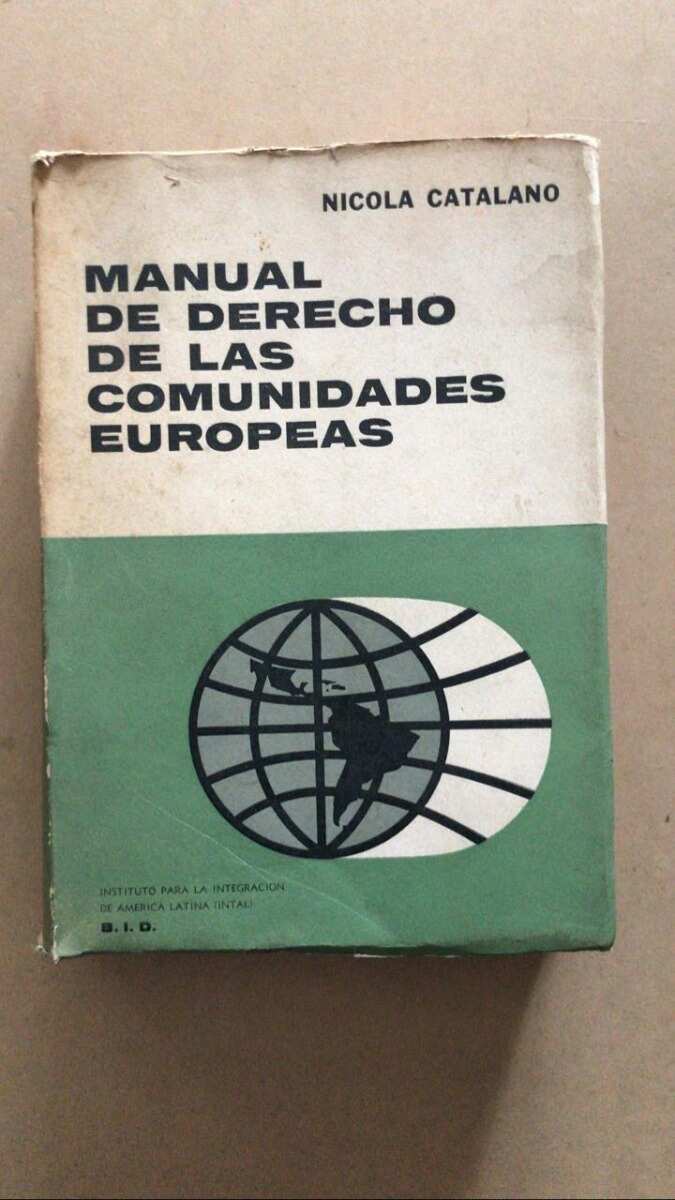 NICOLA CATALANO
MANUAL
DE DERECHO
DE LAS
COMUNIDADES
EUROPEAS
INSTITUTO PARA LA INTEGRACION
DE AMERICA LATINA (INTAL)
B. I. D.